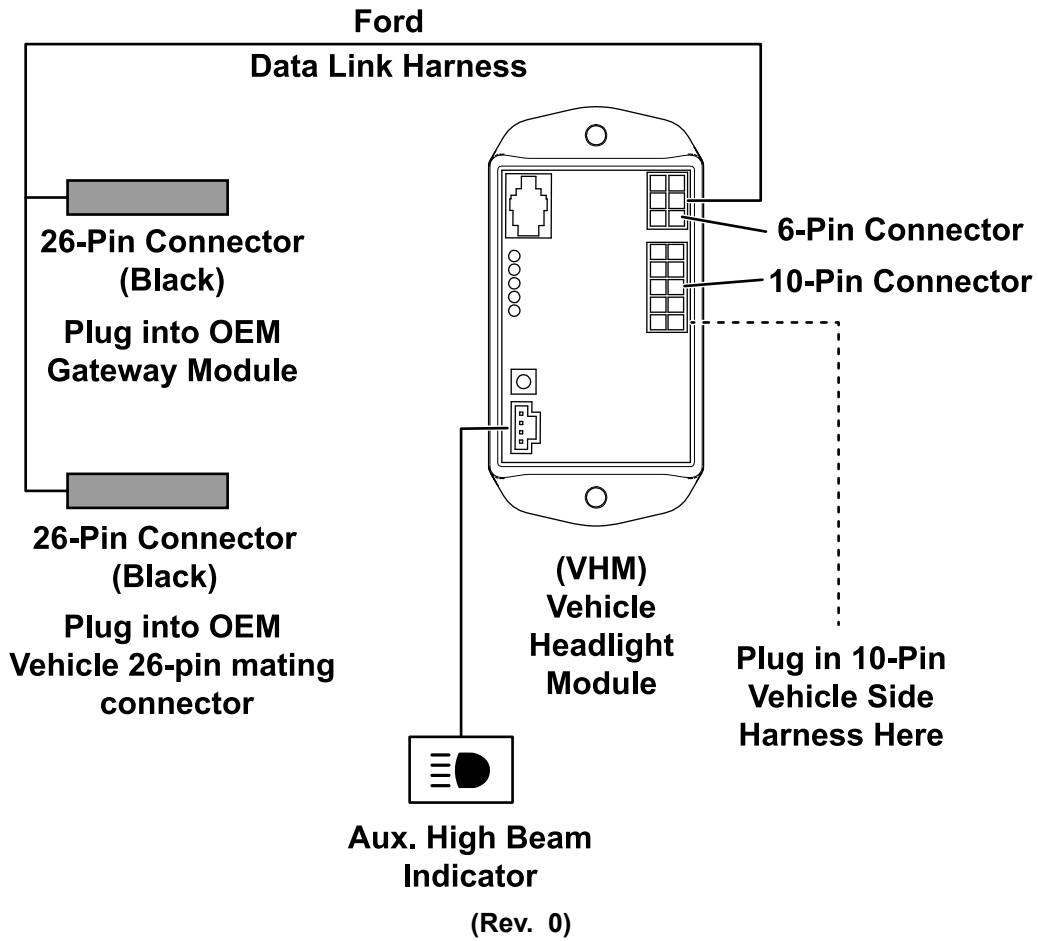 Ford
Data Link Harness
26-Pin Connector
(Black)
Plug into OEM
Gateway Module
6-Pin Connector
10-Pin Connector
26-Pin Connector
(Black)
Plug into OEM
Vehicle 26-pin mating
connector
(VHM)
Vehicle
Headlight
Module
Plug in 10-Pin
Vehicle Side
Harness Here
Aux. High Beam
Indicator
(Rev.  0)